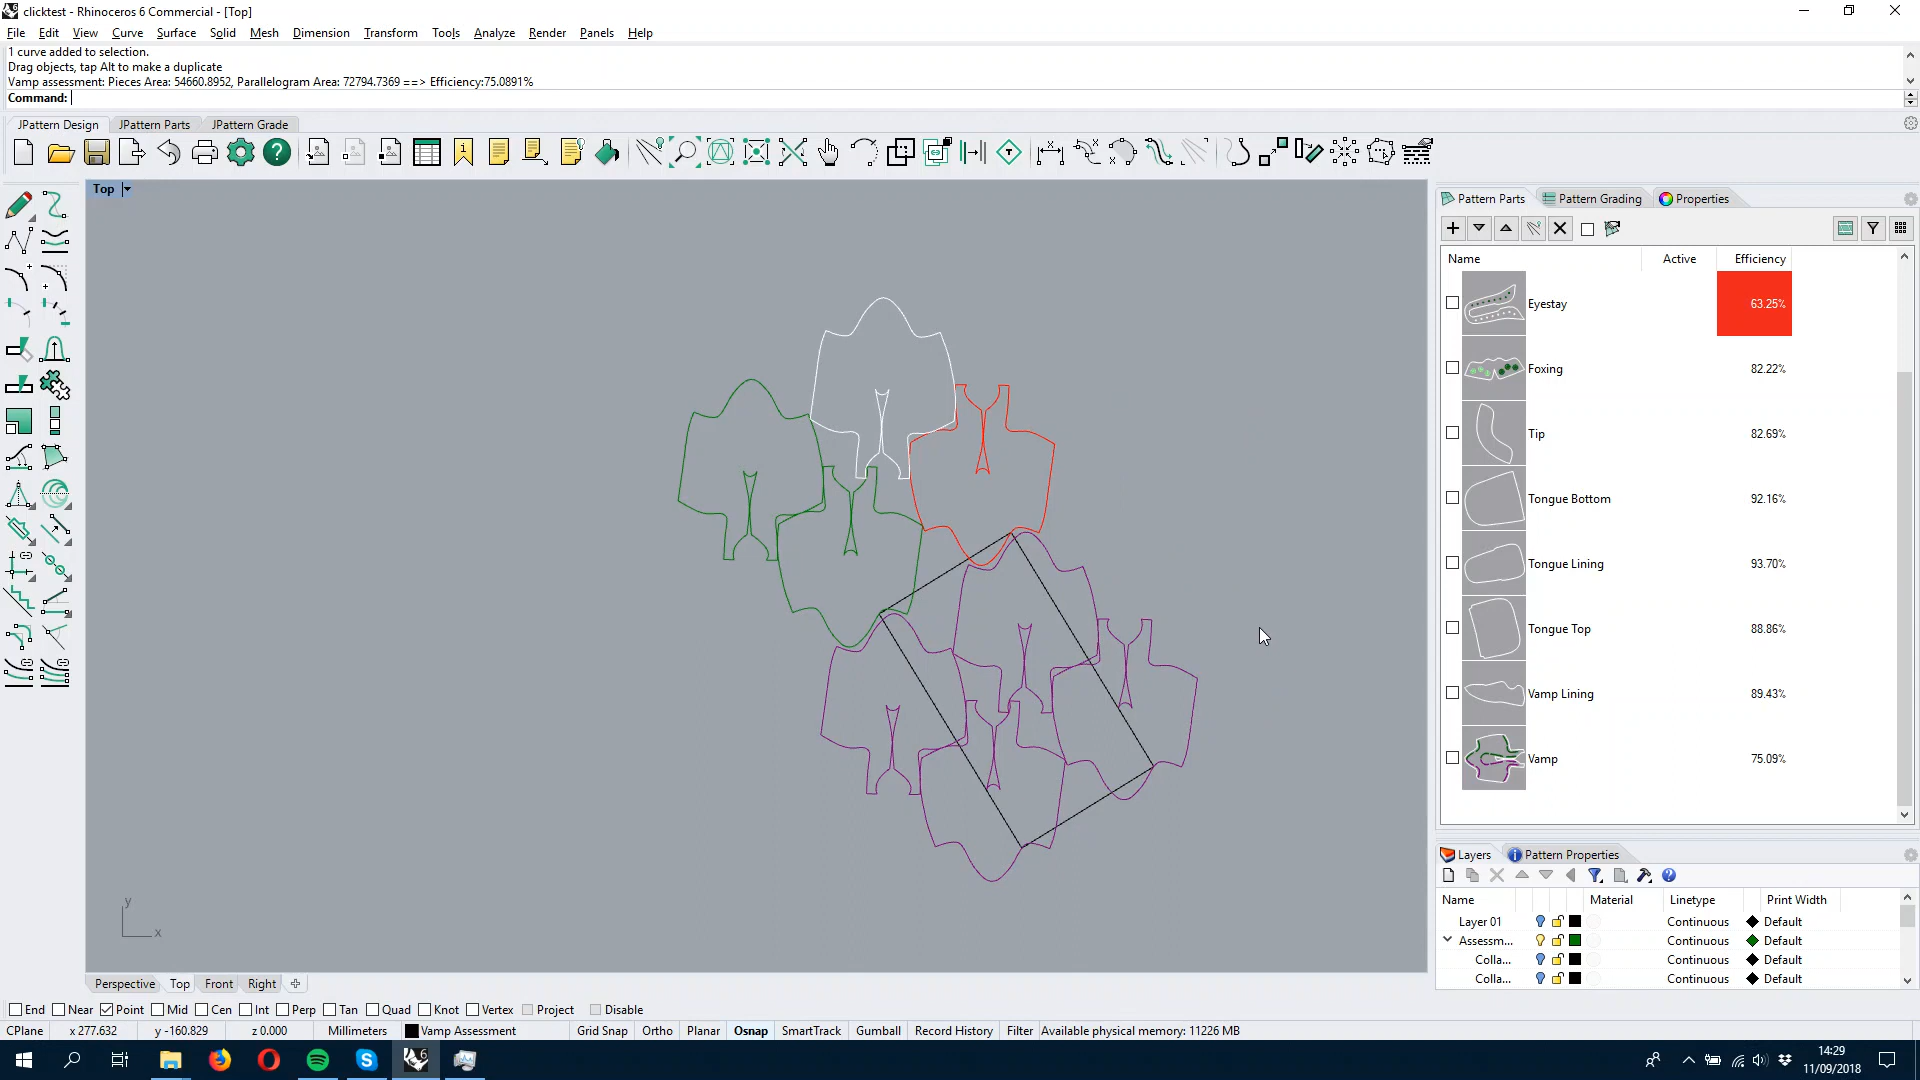 clicktest - Rhinoceros 6 Commercial - [Top]
File Edit View Curve Surface Solid Mesh Dimension Transform Tools Analyze Render Panels Help
1 curve added to selection.
Drag objects, tap Alt to make a duplicate
Vamp assessment: Pieces Area: 54660.8952, Parallelogram Area: 72794.7369 ==> Efficiency:75.0891%
Command:
JPattern Design JPattern Parts JPattern Grade
Top
Pattern Parts Pattern Grading Properties
Name Active Efficiency
Eyestay 63.25%
Foxing 82.22%
Tip 82.69%
Tongue Bottom 92.16%
Tongue Lining 93.70%
Tongue Top 88.86%
Vamp Lining 89.43%
Vamp 75.09%
Layers Pattern Properties
Name Material Linetype Print Width
Layer 01 Continuous Default
Assessm... Continuous Default
Colla... Continuous Default
Colla... Continuous Default
y
x
Perspective Top Front Right
End Near Point Mid Cen Int Perp Tan Quad Knot Vertex Project Disable
CPlane x 277.632 y -160.829 z 0.000 Millimeters Vamp Assessment Grid Snap Ortho Planar Osnap SmartTrack Gumball Record History Filter Available physical memory: 11226 MB
14:29
11/09/2018